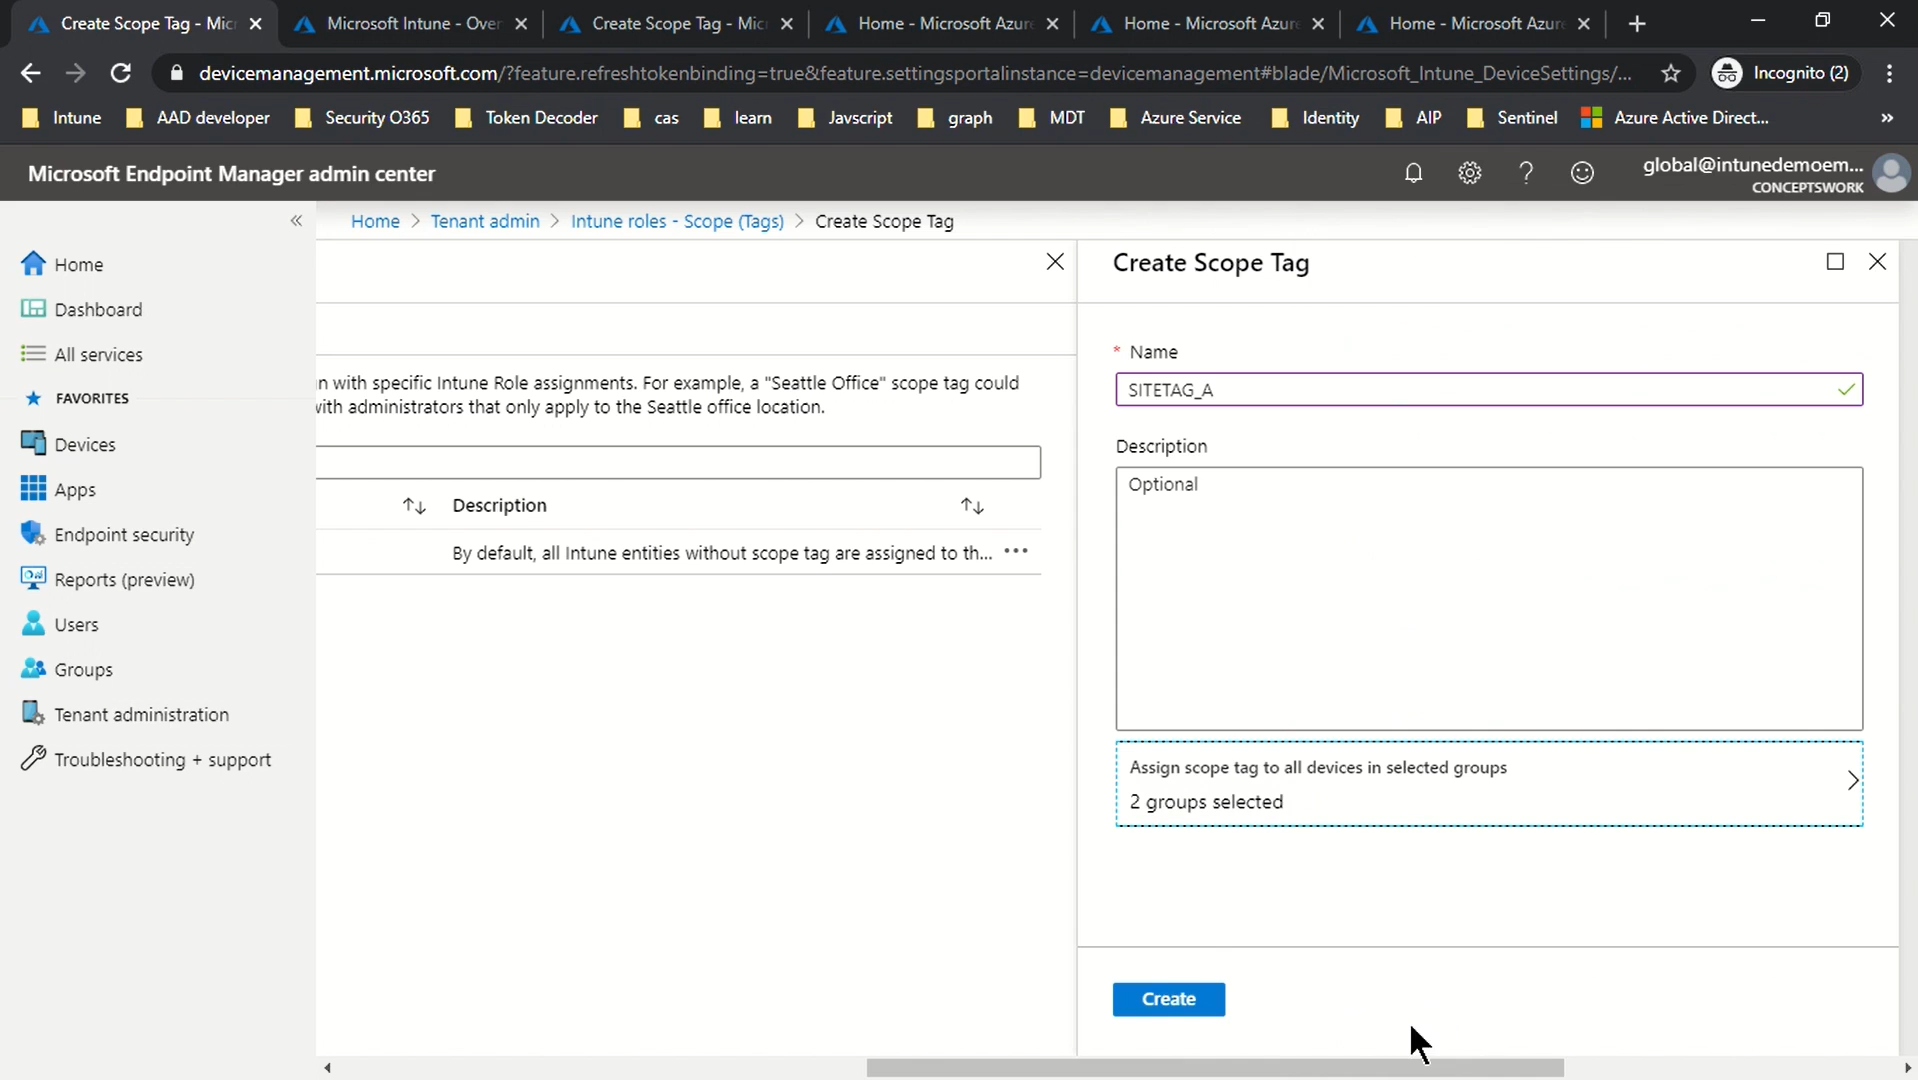 Create Scope Tag - Mic
Microsoft Intune - Over
Create Scope Tag - Mic
Home - Microsoft Azure
Home - Microsoft Azure
Home - Microsoft Azure
devicemanagement.microsoft.com/?feature.refreshtokenbinding=true&feature.settingsportalinstance=devicemanagement#blade/Microsoft_Intune_DeviceSettings/...
Incognito (2)
Intune
AAD developer
Security O365
Token Decoder
cas
learn
Javscript
graph
MDT
Azure Service
Identity
AIP
Sentinel
Azure Active Direct...
»
Microsoft Endpoint Manager admin center
global@intunedemoem...
CONCEPTSWORK
«
Home > Tenant admin > Intune roles - Scope (Tags) > Create Scope Tag
Home
Dashboard
All services
FAVORITES
Devices
Apps
Endpoint security
Reports (preview)
Users
Groups
Tenant administration
Troubleshooting + support
n with specific Intune Role assignments. For example, a "Seattle Office" scope tag could
with administrators that only apply to the Seattle office location.
Description
By default, all Intune entities without scope tag are assigned to th...
Create Scope Tag
* Name
SITETAG_A
Description
Optional
Assign scope tag to all devices in selected groups
2 groups selected
Create